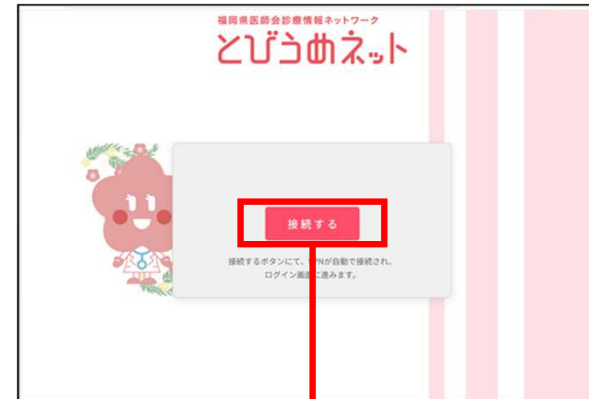 福岡県医師会診療情報ネットワーク
とびうめネット
接続する
接続するボタンにて、VPNが自動で接続され、
ログイン画面に進みます。